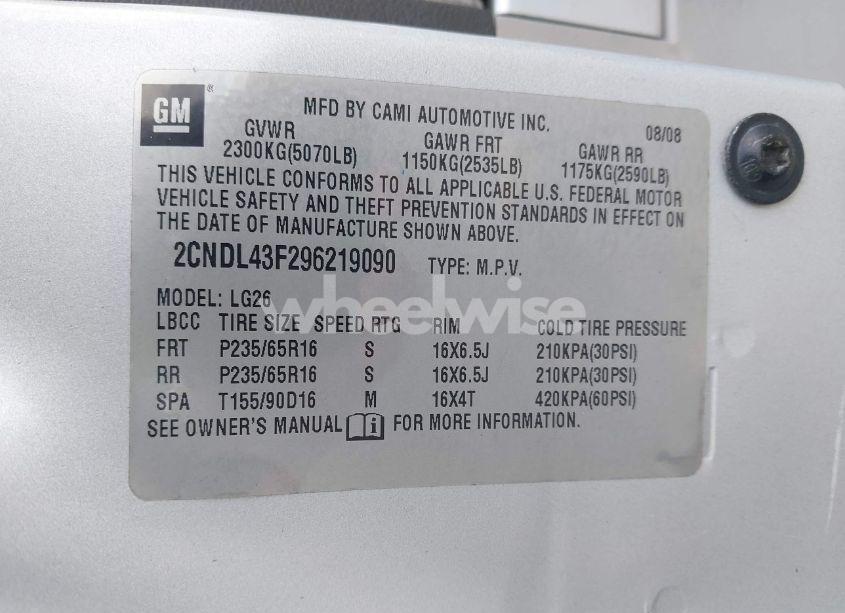 GM ®
MFD BY CAMI AUTOMOTIVE INC. 08/08
GVWR GAWR FRT GAWR RR
2300KG(5070LB) 1150KG(2535LB) 1175KG(2590LB)
THIS VEHICLE CONFORMS TO ALL APPLICABLE U.S. FEDERAL MOTOR
VEHICLE SAFETY AND THEFT PREVENTION STANDARDS IN EFFECT ON
THE DATE OF MANUFACTURE SHOWN ABOVE.
2CNDL43F296219090 TYPE: M.P.V.
MODEL: LG26
wheelwise
LBCC TIRE SIZE SPEED RTG RIM COLD TIRE PRESSURE
FRT P235/65R16 S 16X6.5J 210KPA(30PSI)
RR P235/65R16 S 16X6.5J 210KPA(30PSI)
SPA T155/90D16 M 16X4T 420KPA(60PSI)
SEE OWNER'S MANUAL i FOR MORE INFORMATION.